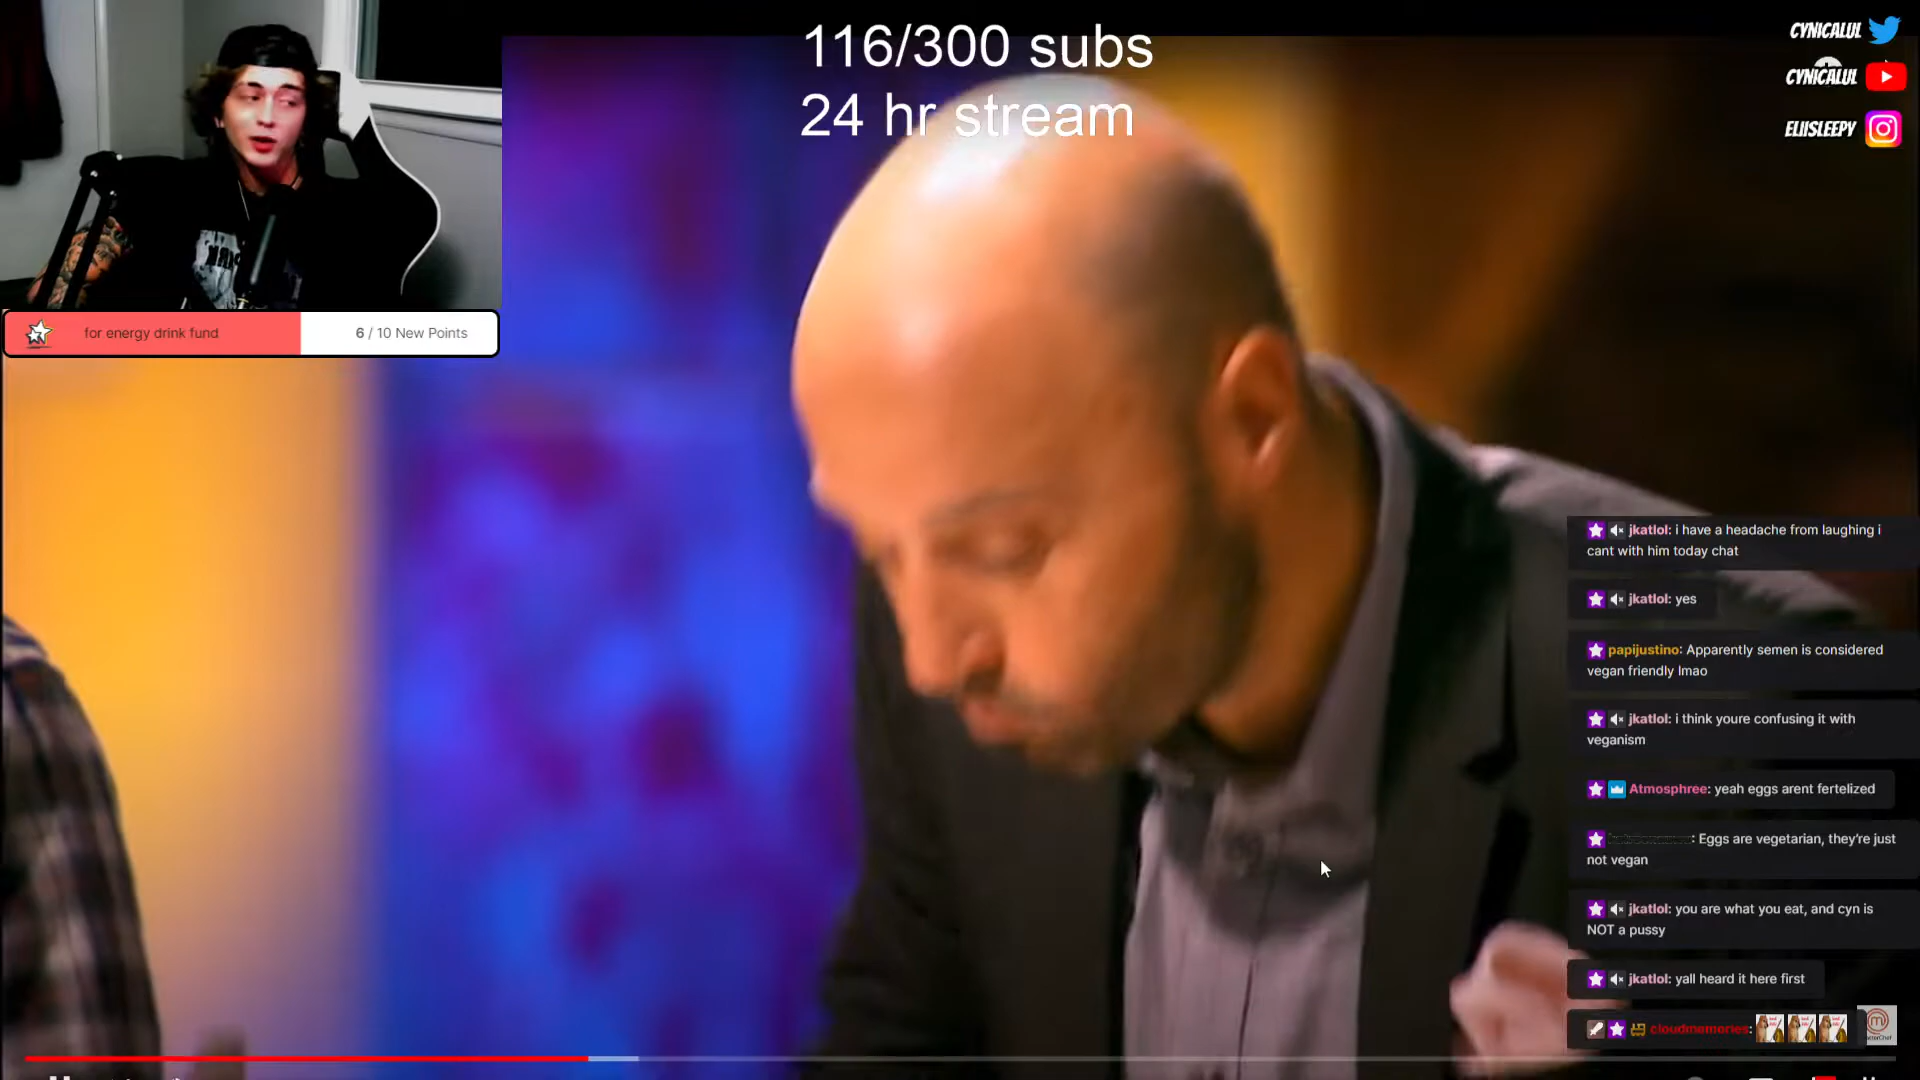 116/300 subs
24 hr stream
CYNICALUL
CYNICALUL
ELIISLEEPY
for energy drink fund
6 / 10 New Points
jkatlol: i have a headache from laughing i
cant with him today chat
jkatlol: yes
papijustino: Apparently semen is considered
vegan friendly lmao
jkatlol: i think youre confusing it with
veganism
Atmosphree: yeah eggs arent fertelized
: Eggs are vegetarian, they're just
not vegan
jkatlol: you are what you eat, and cyn is
NOT a pussy
jkatlol: yall heard it here first
cloudmemories: